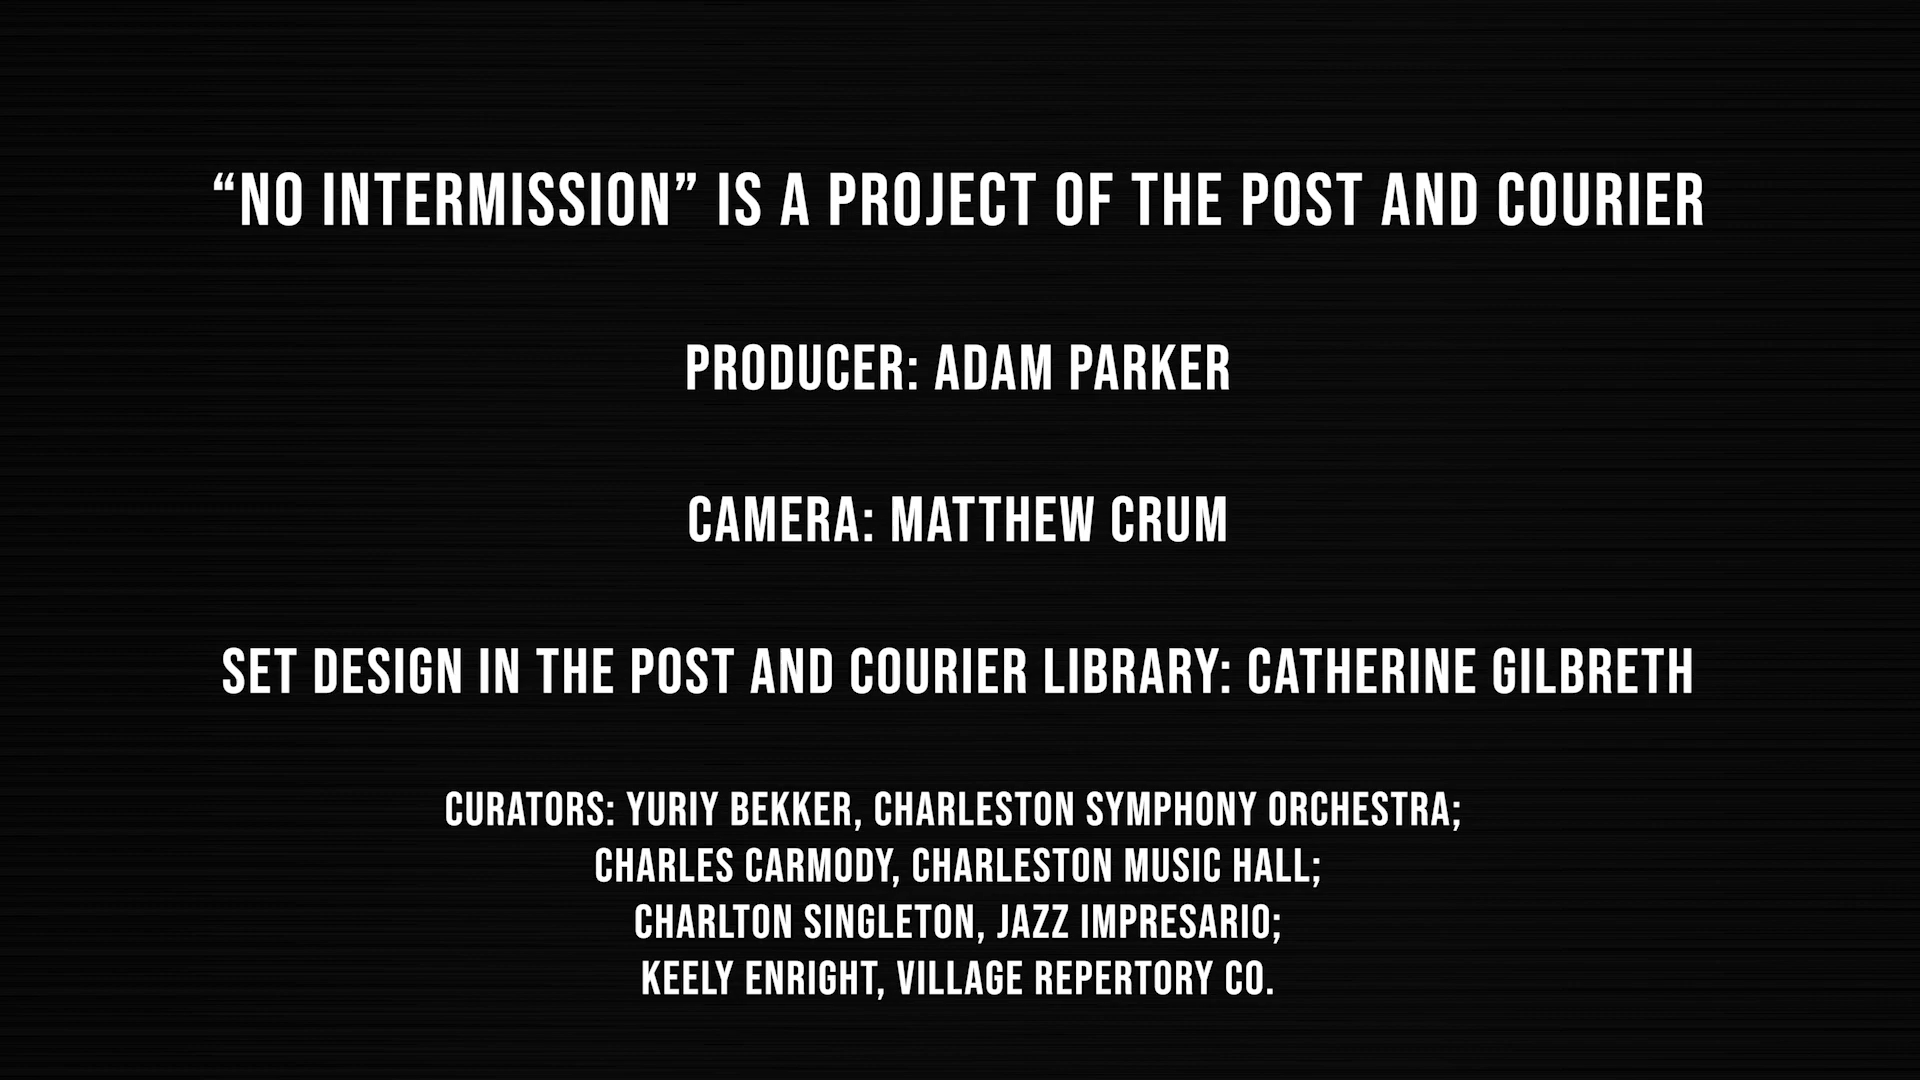 “NO INTERMISSION” IS A PROJECT OF THE POST AND COURIER
PRODUCER: ADAM PARKER
CAMERA: MATTHEW CRUM
SET DESIGN IN THE POST AND COURIER LIBRARY: CATHERINE GILBRETH
CURATORS: YURIY BEKKER, CHARLESTON SYMPHONY ORCHESTRA;
CHARLES CARMODY, CHARLESTON MUSIC HALL;
CHARLTON SINGLETON, JAZZ IMPRESARIO;
KEELY ENRIGHT, VILLAGE REPERTORY CO.